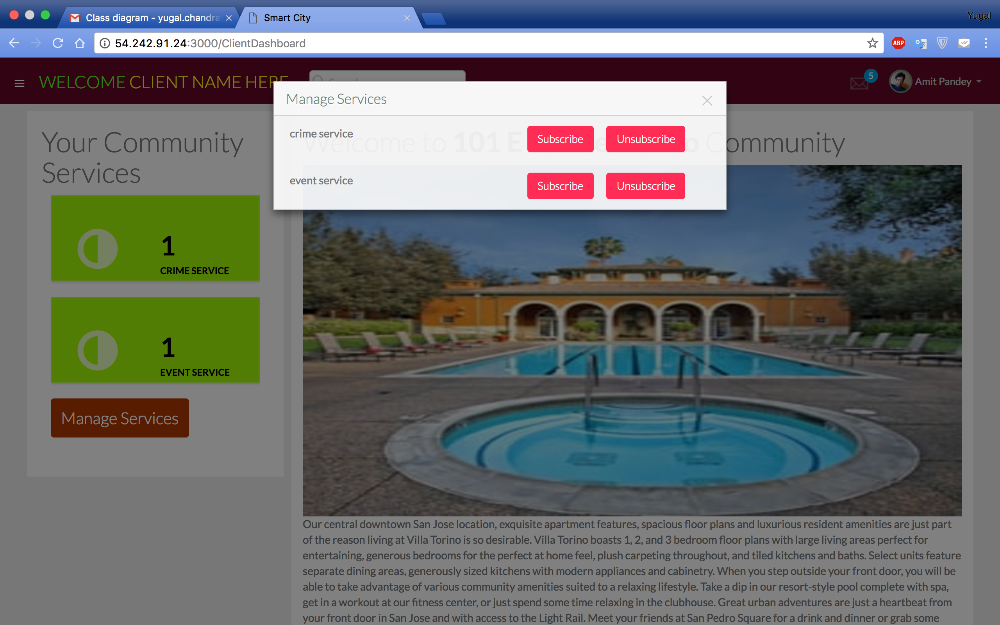 Class diagram - yugal.chandra
Smart City
Yugal
54.242.91.24:3000/ClientDashboard
ABP
WELCOME CLIENT NAME HERE
Search
5
Amit Pandey
Manage Services
crime service
Subscribe
Unsubscribe
event service
Subscribe
Unsubscribe
Your Community
Services
1
CRIME SERVICE
1
EVENT SERVICE
Manage Services
Welcome to 101 E Community
Our central downtown San Jose location, exquisite apartment features, spacious floor plans and luxurious resident amenities are just part
of the reason living at Villa Torino is so desirable. Villa Torino boasts 1, 2, and 3 bedroom floor plans with large living areas perfect for
entertaining, generous bedrooms for the perfect at home feel, plush carpeting throughout, and tiled kitchens and baths. Select units feature
separate dining areas, generously sized kitchens with modern appliances and cabinetry. When you step outside your front door, you will be
able to take advantage of various community amenities suited to a relaxing lifestyle. Take a dip in our resort-style pool complete with spa,
get in a workout at our fitness center, or just spend some time relaxing in the clubhouse. Great urban adventures are just a heartbeat from
your front door in San Jose and with access to the Light Rail. Meet your friends at San Pedro Square for a drink and dinner or grab some